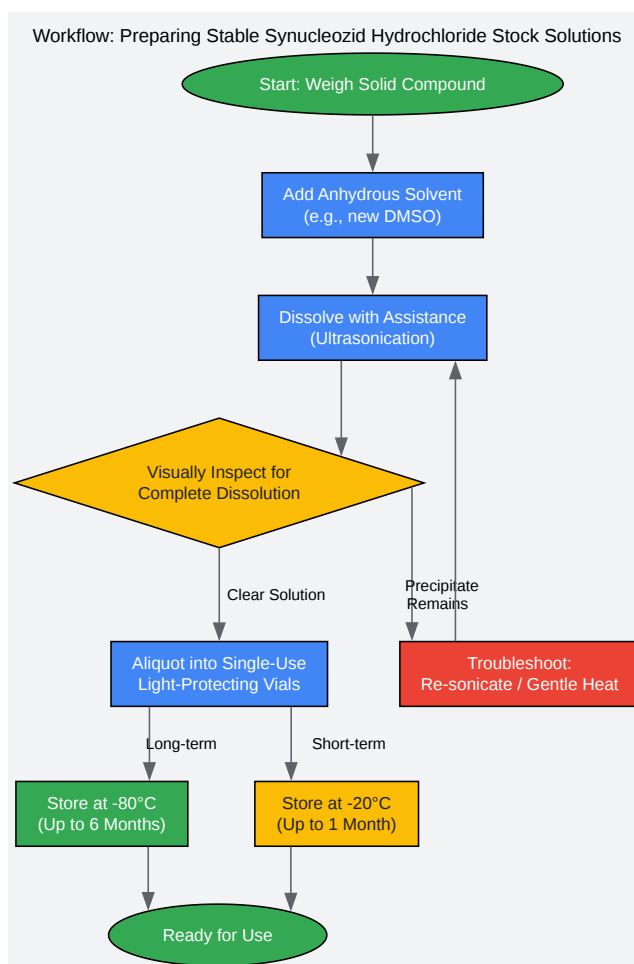 Workflow: Preparing Stable Synucleozid Hydrochloride Stock Solutions
Start: Weigh Solid Compound
Add Anhydrous Solvent
(e.g., new DMSO)
Dissolve with Assistance
(Ultrasonication)
Visually Inspect for
Complete Dissolution
Clear Solution
Precipitate
Remains
Aliquot into Single-Use
Light-Protecting Vials
Troubleshoot:
Re-sonicate / Gentle Heat
Long-term
Short-term
Store at -80°C
(Up to 6 Months)
Store at -20°C
(Up to 1 Month)
Ready for Use